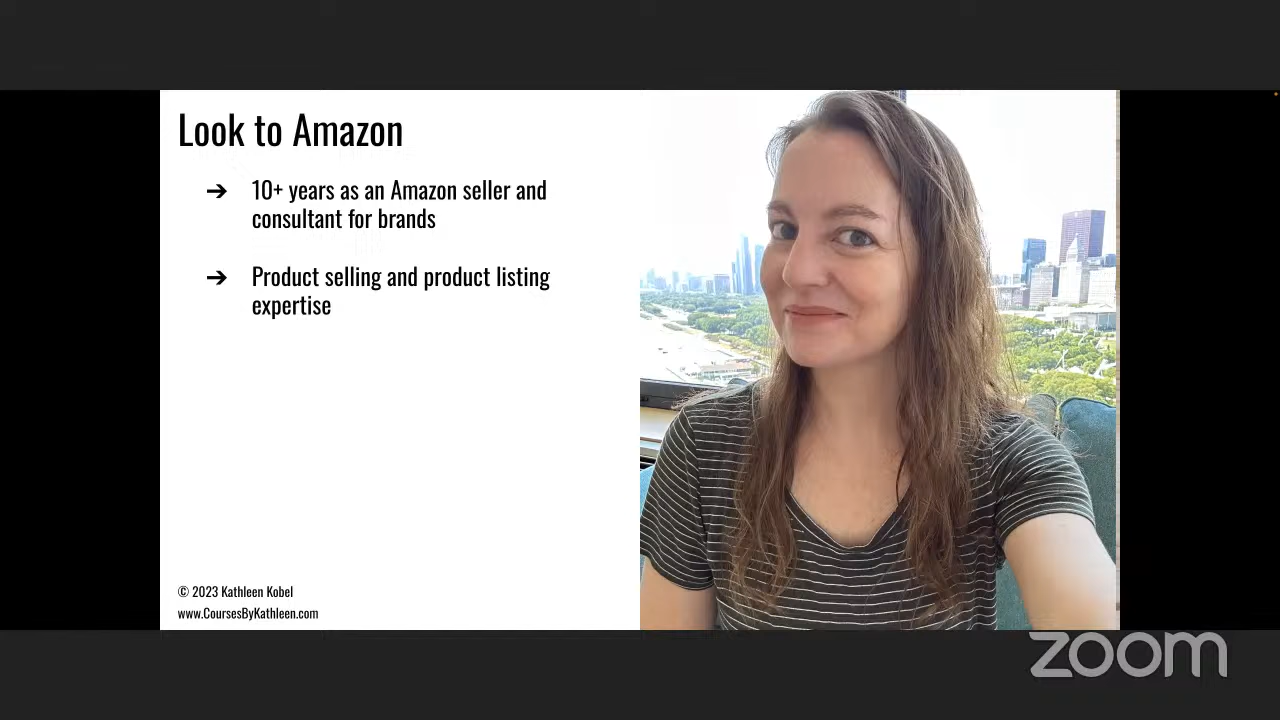 Look to Amazon
➔ 10+ years as an Amazon seller and
consultant for brands
➔ Product selling and product listing
expertise
© 2023 Kathleen Kobel
www.CoursesByKathleen.com
zoom